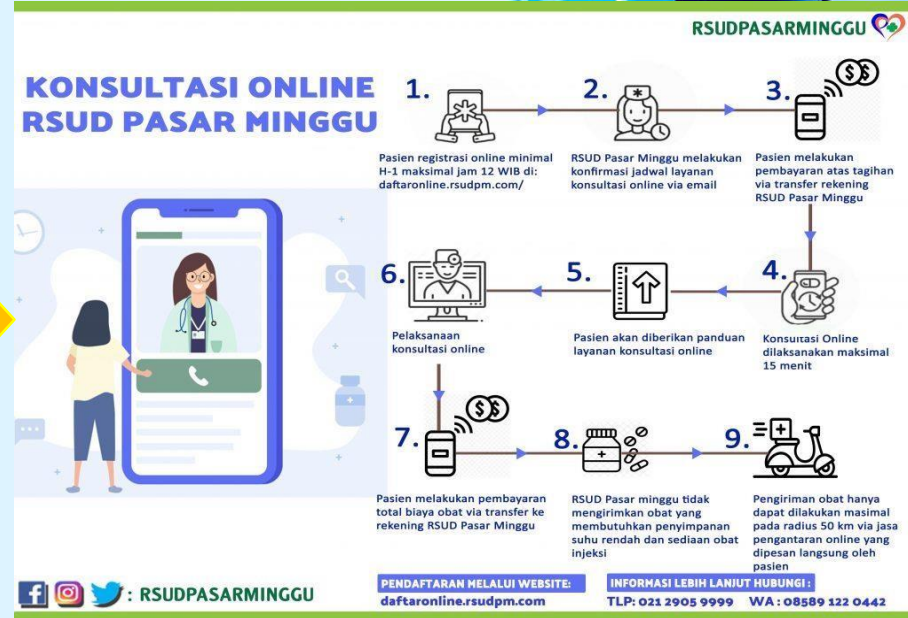 RSUDPASARMINGGU
KONSULTASI ONLINE
RSUD PASAR MINGGU
1.
Pasien registrasi online minimal
H-1 maksimal jam 12 WIB di:
daftaronline.rsudpm.com/
2.
RSUD Pasar Minggu melakukan
konfirmasi jadwal layanan
konsultasi online via email
3.
Pasien melakukan
pembayaran atas tagihan
via transfer rekening
RSUD Pasar Minggu
4.
Konsultasi Online
dilaksanakan maksimal
15 menit
5.
Pasien akan diberikan panduan
layanan konsultasi online
6.
Pelaksanaan
konsultasi online
7.
Pasien melakukan pembayaran
total biaya obat via transfer ke
rekening RSUD Pasar Minggu
8.
RSUD Pasar minggu tidak
mengirimkan obat yang
membutuhkan penyimpanan
suhu rendah dan sediaan obat
injeksi
9.
Pengiriman obat hanya
dapat dilakukan masimal
pada radius 50 km via jasa
pengantaran online yang
dipesan langsung oleh
pasien
: RSUDPASARMINGGU
PENDAFTARAN MELALUI WEBSITE:
daftaronline.rsudpm.com
INFORMASI LEBIH LANJUT HUBUNGI :
TLP: 021 2905 9999 WA : 08589 122 0442